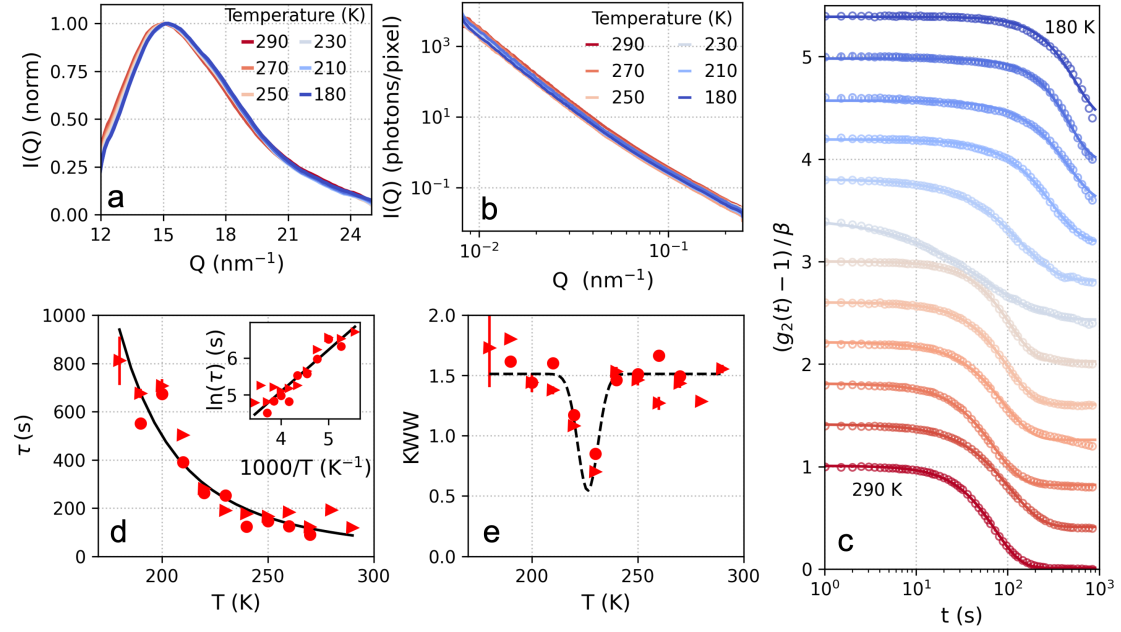 Temperature (K)
290 230
270 210
250 180
I(Q) (norm)
1.00
0.75
0.50
0.25
0.00
a
12 15 18 21 24
Q (nm⁻¹)
Temperature (K)
290 230
270 210
250 180
I(Q) (photons/pixel)
10³
10¹
10⁻¹
b
10⁻² 10⁻¹
Q (nm⁻¹)
180 K
(g₂(t) − 1)/β
5
4
3
2
1
0
290 K
c
10⁰ 10¹ 10² 10³
t (s)
τ (s)
1000
800
600
400
200
0
ln(τ) (s)
6
5
4 5
1000/T (K⁻¹)
d
200 250 300
T (K)
KWW
2.0
1.5
1.0
0.5
0.0
e
200 250 300
T (K)